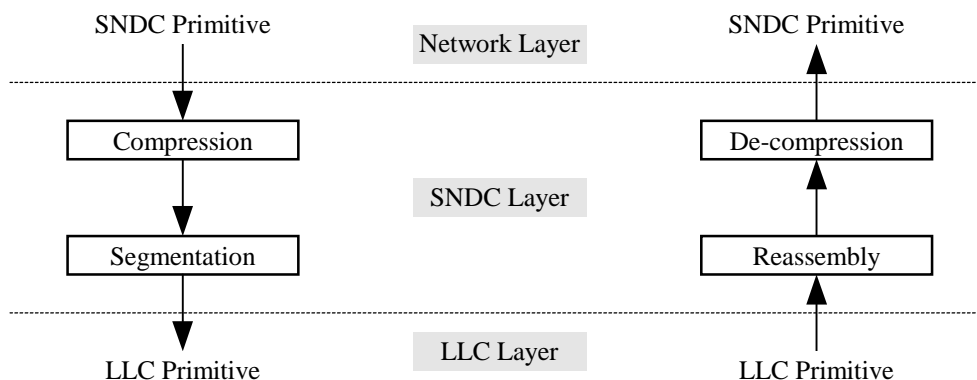 SNDC Primitive
Network Layer
SNDC Primitive
Compression
De-compression
SNDC Layer
Segmentation
Reassembly
LLC Layer
LLC Primitive
LLC Primitive